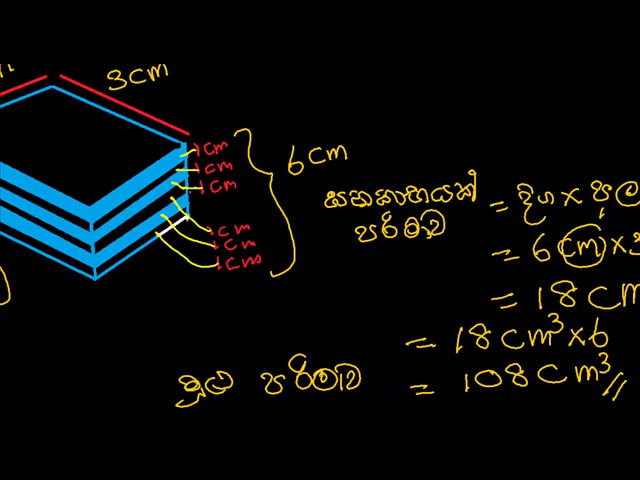 3cm
1cm
1cm
1cm
6cm
1cm
1cm
1cm
ඝනකාභයක් පරිමාව = දිග × පළ
= 6 cm ×3
= 18 cm
= 18 cm³ × 6
මුළු පරිමාව = 108 cm³ //